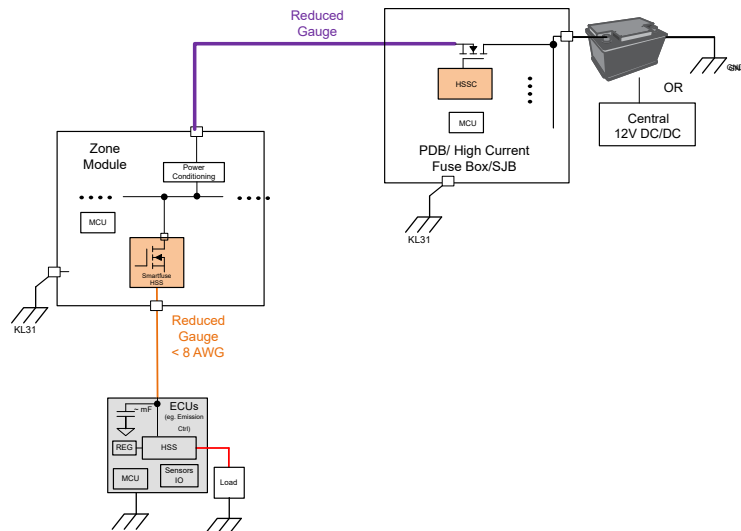 Reduced
Gauge
HSSC
MCU
PDB/ High Current
Fuse Box/SJB
KL31
GND
OR
Central
12V DC/DC
Zone
Module
Power
Conditioning
MCU
Smartfuse
HSS
KL31
Reduced
Gauge
< 8 AWG
~ mF
ECUs
(eg. Emission
Ctrl)
REG
HSS
MCU
Sensors
IO
Load